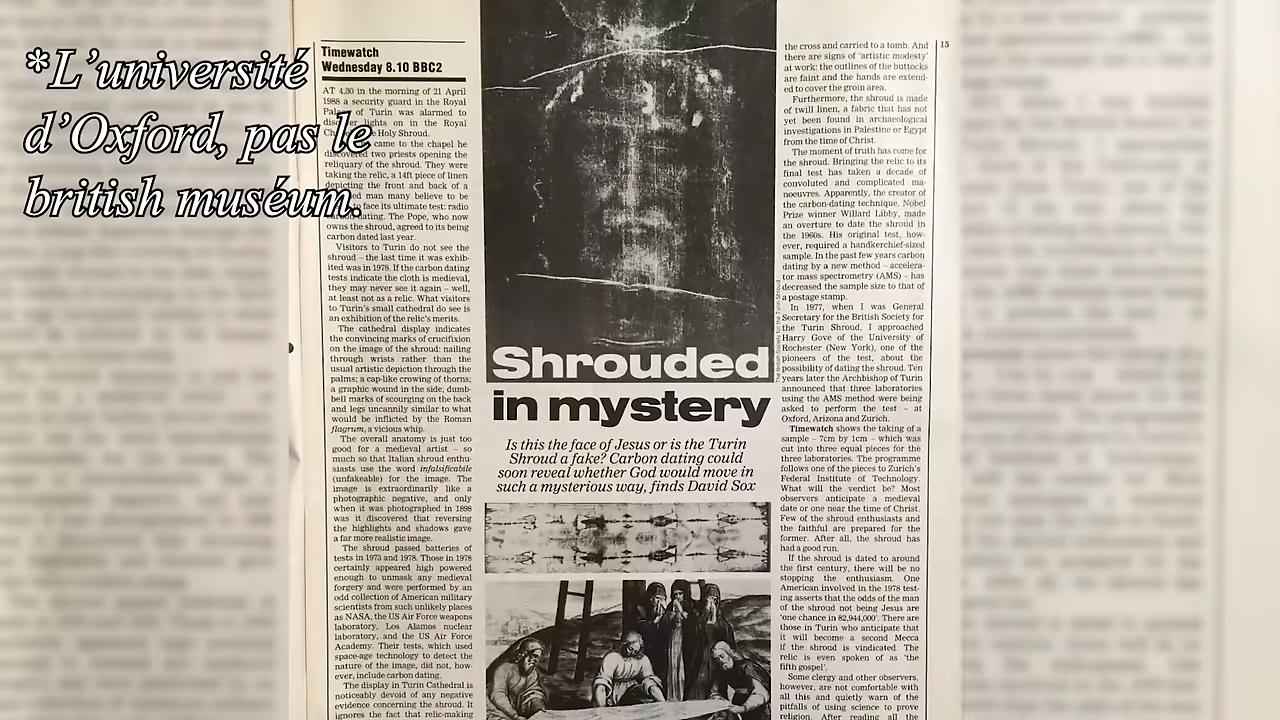 *L'université
d'Oxford, pas le
british muséum.
Timewatch
Wednesday 8.10 BBC2
AT 4.30 in the morning of 21 April
1988 a security guard in the Royal
Palace of Turin was alarmed to
lights on in the Royal
Holy Shroud.
came to the chapel he
discovered two priests opening the
reliquary of the shroud. They were
taking the relic, a 14ft piece of linen
depicting the front and back of a
man many believe to be
to face its ultimate test: radio
dating. The Pope, who now
owns the shroud, agreed to its being
carbon dated last year.
Visitors to Turin do not see the
shroud – the last time it was exhib-
ited was in 1978. If the carbon dating
tests indicate the cloth is medieval,
they may never see it again – well,
at least not as a relic. What visitors
to Turin's small cathedral do see is
an exhibition of the relic's merits.
The cathedral display indicates
the convincing marks of crucifixion
on the image of the shroud: nailing
through wrists rather than the
usual artistic depiction through the
palms; a cap-like crowing of thorns;
a graphic wound in the side; dumb-
bell marks of scourging on the back
and legs uncannily similar to what
would be inflicted by the Roman
flagrum, a vicious whip.
The overall anatomy is just too
good for a medieval artist – so
much so that Italian shroud enthu-
siasts use the word infalsificabile
(unfakeable) for the image. The
image is extraordinarily like a
photographic negative, and only
when it was photographed in 1898
was it discovered that reversing
the highlights and shadows gave
a far more realistic image.
The shroud passed batteries of
tests in 1973 and 1978. Those in 1978
certainly appeared high powered
enough to unmask any medieval
forgery and were performed by an
odd collection of American military
scientists from such unlikely places
as NASA, the US Air Force weapons
laboratory, Los Alamos nuclear
laboratory, and the US Air Force
Academy. Their tests, which used
space-age technology to detect the
nature of the image, did not, how-
ever, include carbon dating.
The display in Turin Cathedral is
noticeably devoid of any negative
evidence concerning the shroud. It
ignores the fact that relic-making
Shrouded
in mystery
Is this the face of Jesus or is the Turin
Shroud a fake? Carbon dating could
soon reveal whether God would move in
such a mysterious way, finds David Sox
The British Society for the Turin Shroud
15
the cross and carried to a tomb. And
there are signs of 'artistic modesty'
at work: the outlines of the buttocks
are faint and the hands are extend-
ed to cover the groin area.
Furthermore, the shroud is made
of twill linen, a fabric that has not
yet been found in archaeological
investigations in Palestine or Egypt
from the time of Christ.
The moment of truth has come for
the shroud. Bringing the relic to its
final test has taken a decade of
convoluted and complicated ma-
noeuvres. Apparently, the creator of
the carbon-dating technique, Nobel
Prize winner Willard Libby, made
an overture to date the shroud in
the 1960s. His original test, how-
ever, required a handkerchief-sized
sample. In the past few years carbon
dating by a new method – accelera-
tor mass spectrometry (AMS) – has
decreased the sample size to that of
a postage stamp.
In 1977, when I was General
Secretary for the British Society for
the Turin Shroud, I approached
Harry Gove of the University of
Rochester (New York), one of the
pioneers of the test, about the
possibility of dating the shroud. Ten
years later the Archbishop of Turin
announced that three laboratories
using the AMS method were being
asked to perform the test – at
Oxford, Arizona and Zurich.
Timewatch shows the taking of a
sample – 7cm by 1cm – which was
cut into three equal pieces for the
three laboratories. The programme
follows one of the pieces to Zurich's
Federal Institute of Technology.
What will the verdict be? Most
observers anticipate a medieval
date or one near the time of Christ.
Few of the shroud enthusiasts and
the faithful are prepared for the
former. After all, the shroud has
had a good run.
If the shroud is dated to around
the first century, there will be no
stopping the enthusiasm. One
American involved in the 1978 test-
ing asserts that the odds of the man
of the shroud not being Jesus are
'one chance in 82,944,000'. There are
those in Turin who anticipate that
it will become a second Mecca
if the shroud is vindicated. The
relic is even spoken of as 'the
fifth gospel'.
Some clergy and other observers,
however, are not comfortable with
all this and quietly warn of the
pitfalls of using science to prove
religion. After reading all the